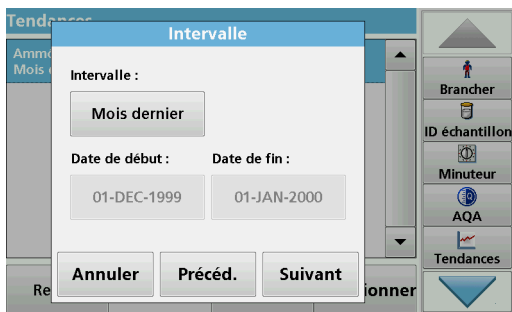 Tendances
Intervalle
Mois
Intervalle :
Mois dernier
Date de début : Date de fin :
01-DEC-1999 01-JAN-2000
Annuler Précéd. Suivant
Brancher
ID échantillon
Minuteur
AQA
Tendances